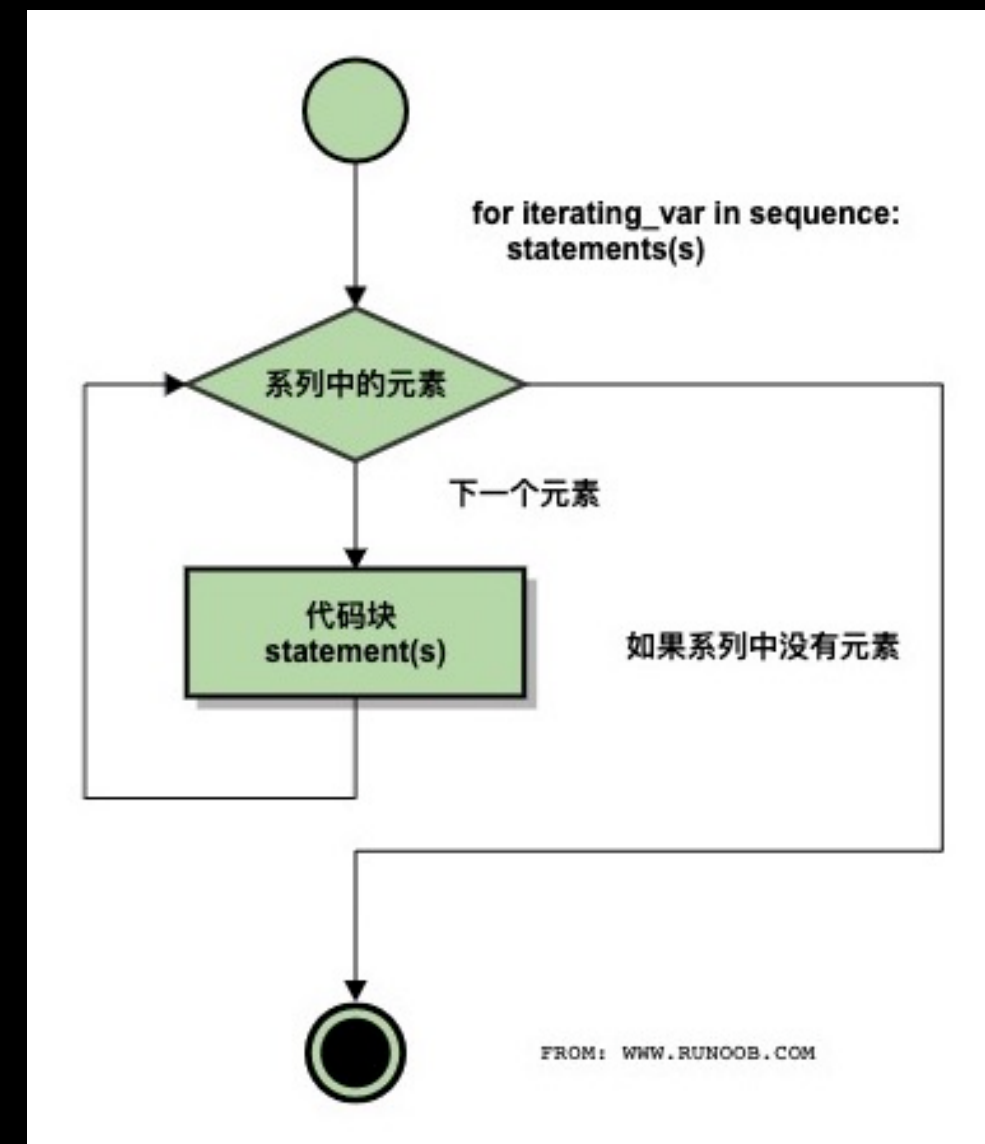 for iterating_var in sequence:
statements(s)
系列中的元素
下一个元素
代码块
statement(s)
如果系列中没有元素
FROM: WWW.RUNOOB.COM